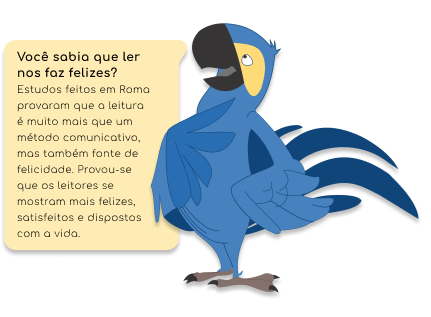 Você sabia que ler
nos faz felizes?
Estudos feitos em Roma
provaram que a leitura
é muito mais que um
método comunicativo,
mas também fonte de
felicidade. Provou-se
que os leitores se
mostram mais felizes,
satisfeitos e dispostos
com a vida.